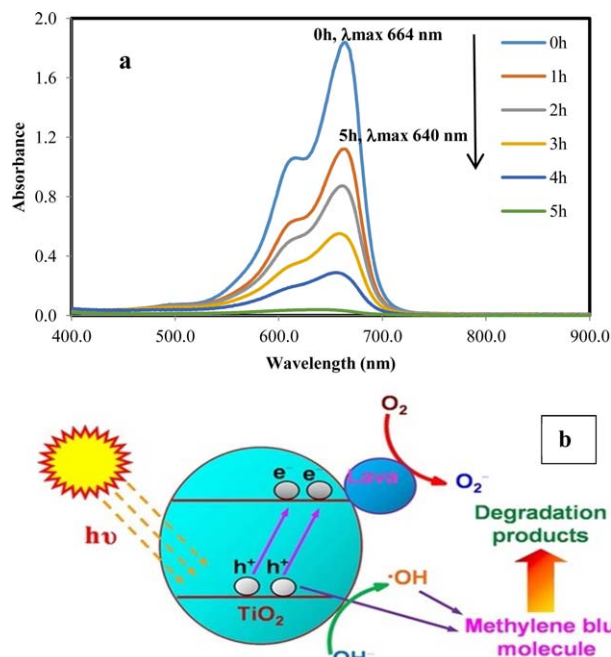 a
0h, λmax 664 nm
5h, λmax 640 nm
0h
1h
2h
3h
4h
5h
Absorbance
2.0
1.6
1.2
0.8
0.4
0.0
400.0 500.0 600.0 700.0 800.0 900.0
Wavelength (nm)
b
O₂
e⁻ e
Lava
O₂⁻
hυ
Degradation
products
h⁺ h⁺
·OH
TiO₂
Methylene blu
molecule
OH⁻